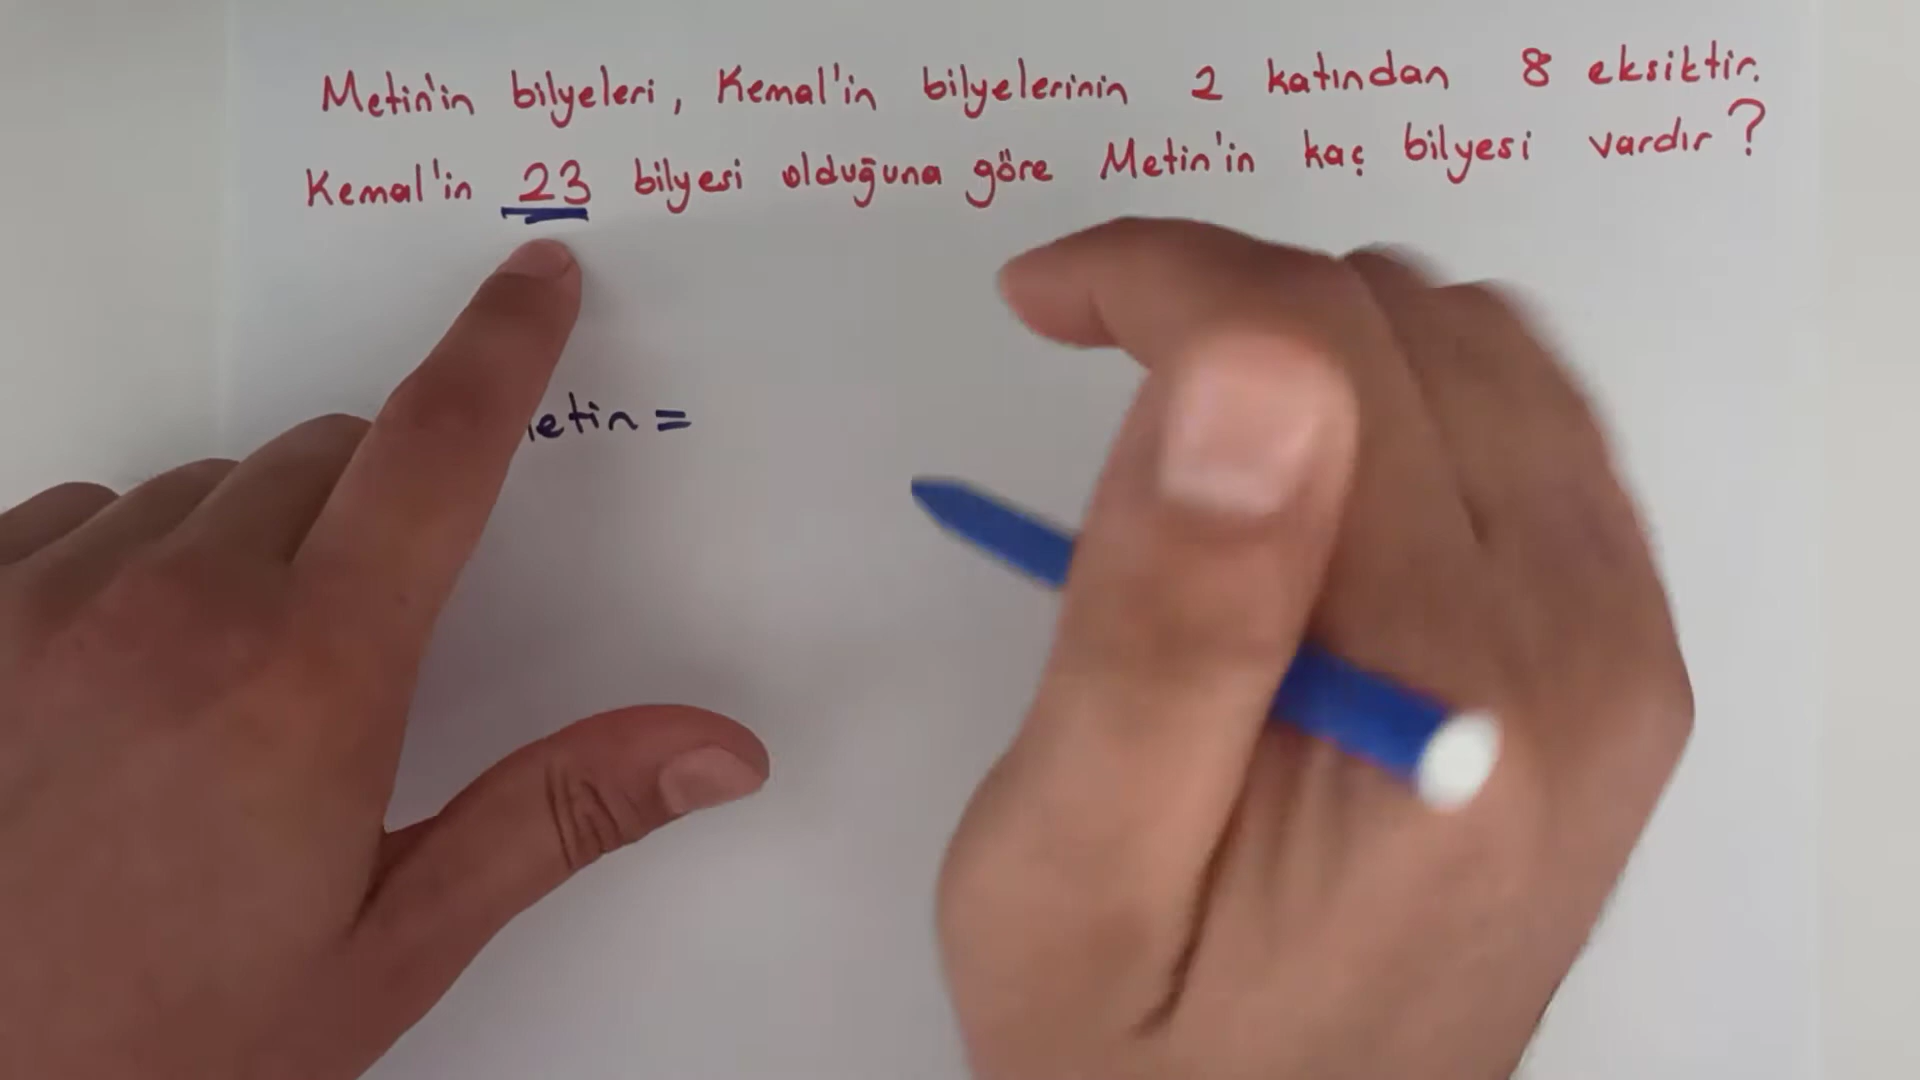 Metin'in bilyeleri, Kemal'in bilyelerinin 2 katından 8 eksiktir.
Kemal'in 23 bilyesi olduğuna göre Metin'in kaç bilyesi vardır?
etin =